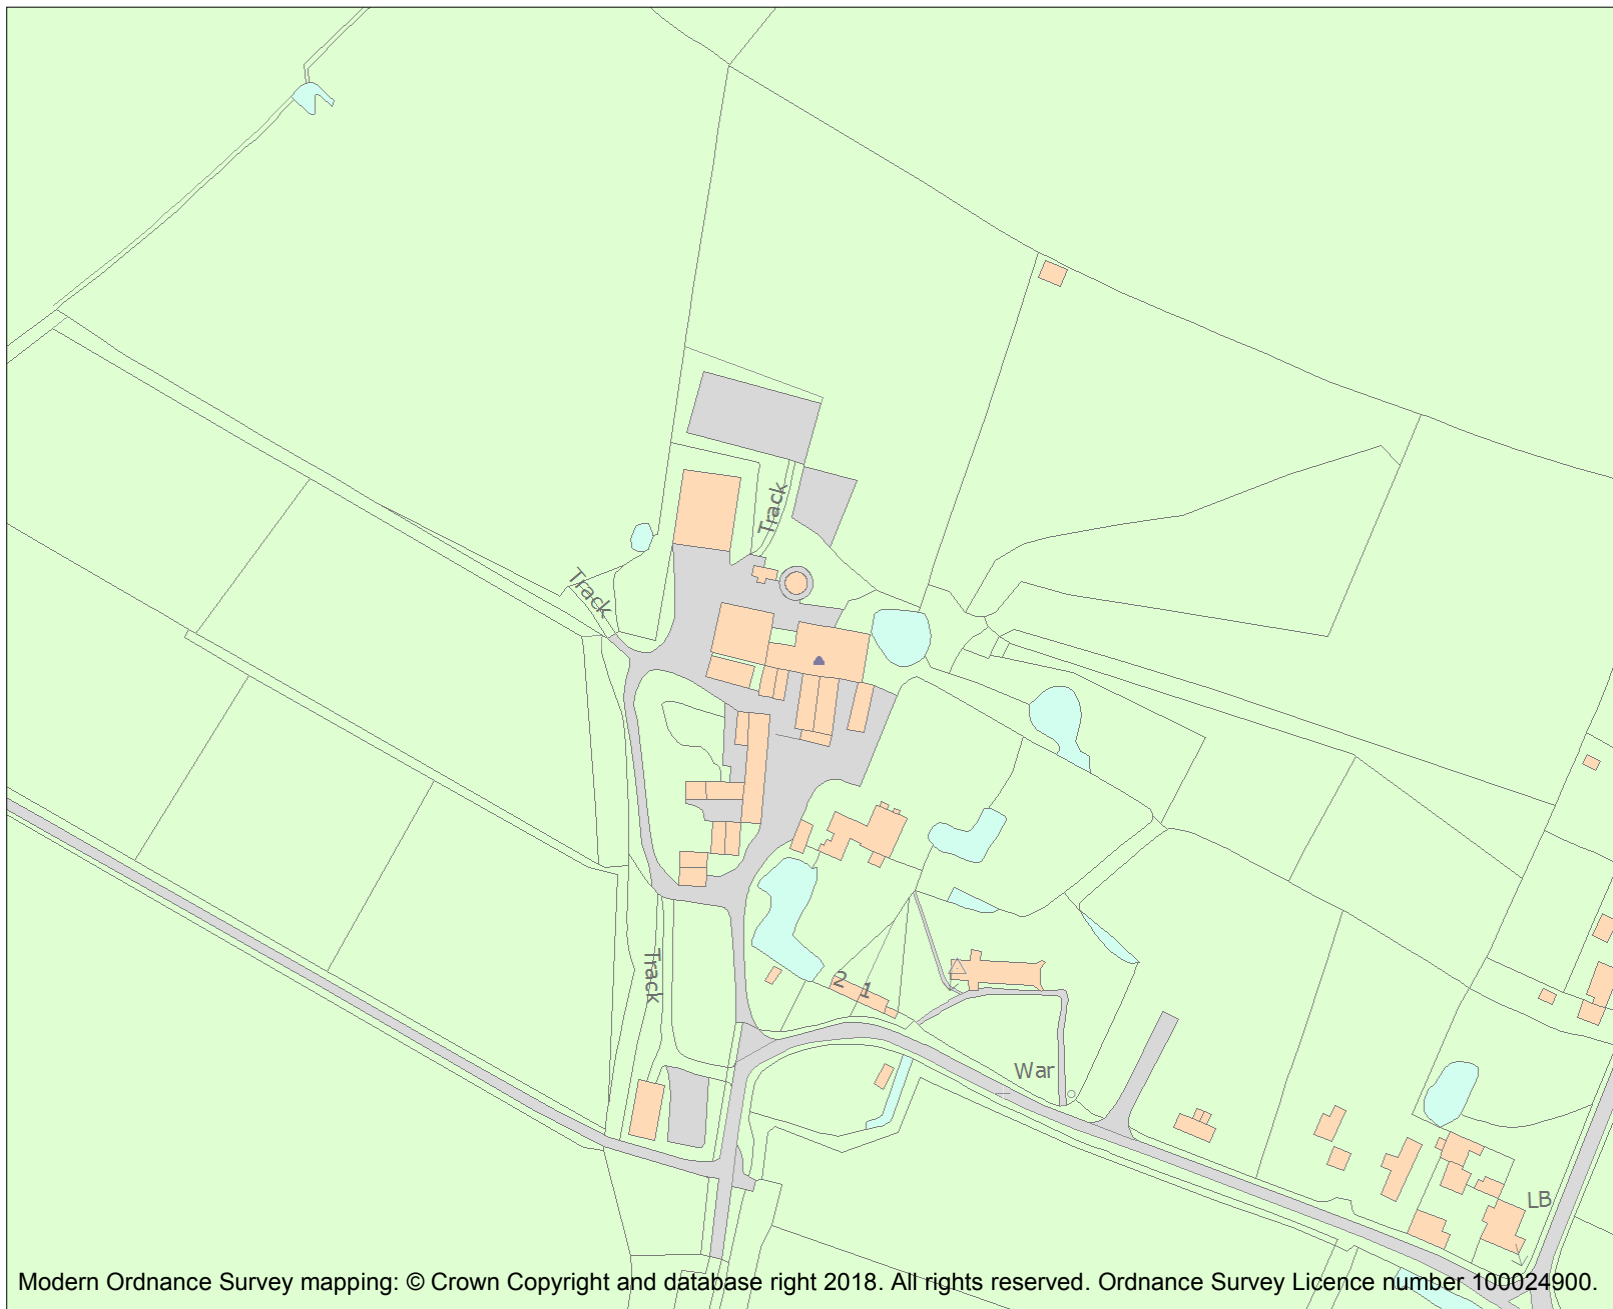 Track
Track
Track
2
1
War
LB
Modern Ordnance Survey mapping: © Crown Copyright and database right 2018. All rights reserved. Ordnance Survey Licence number 100024900.